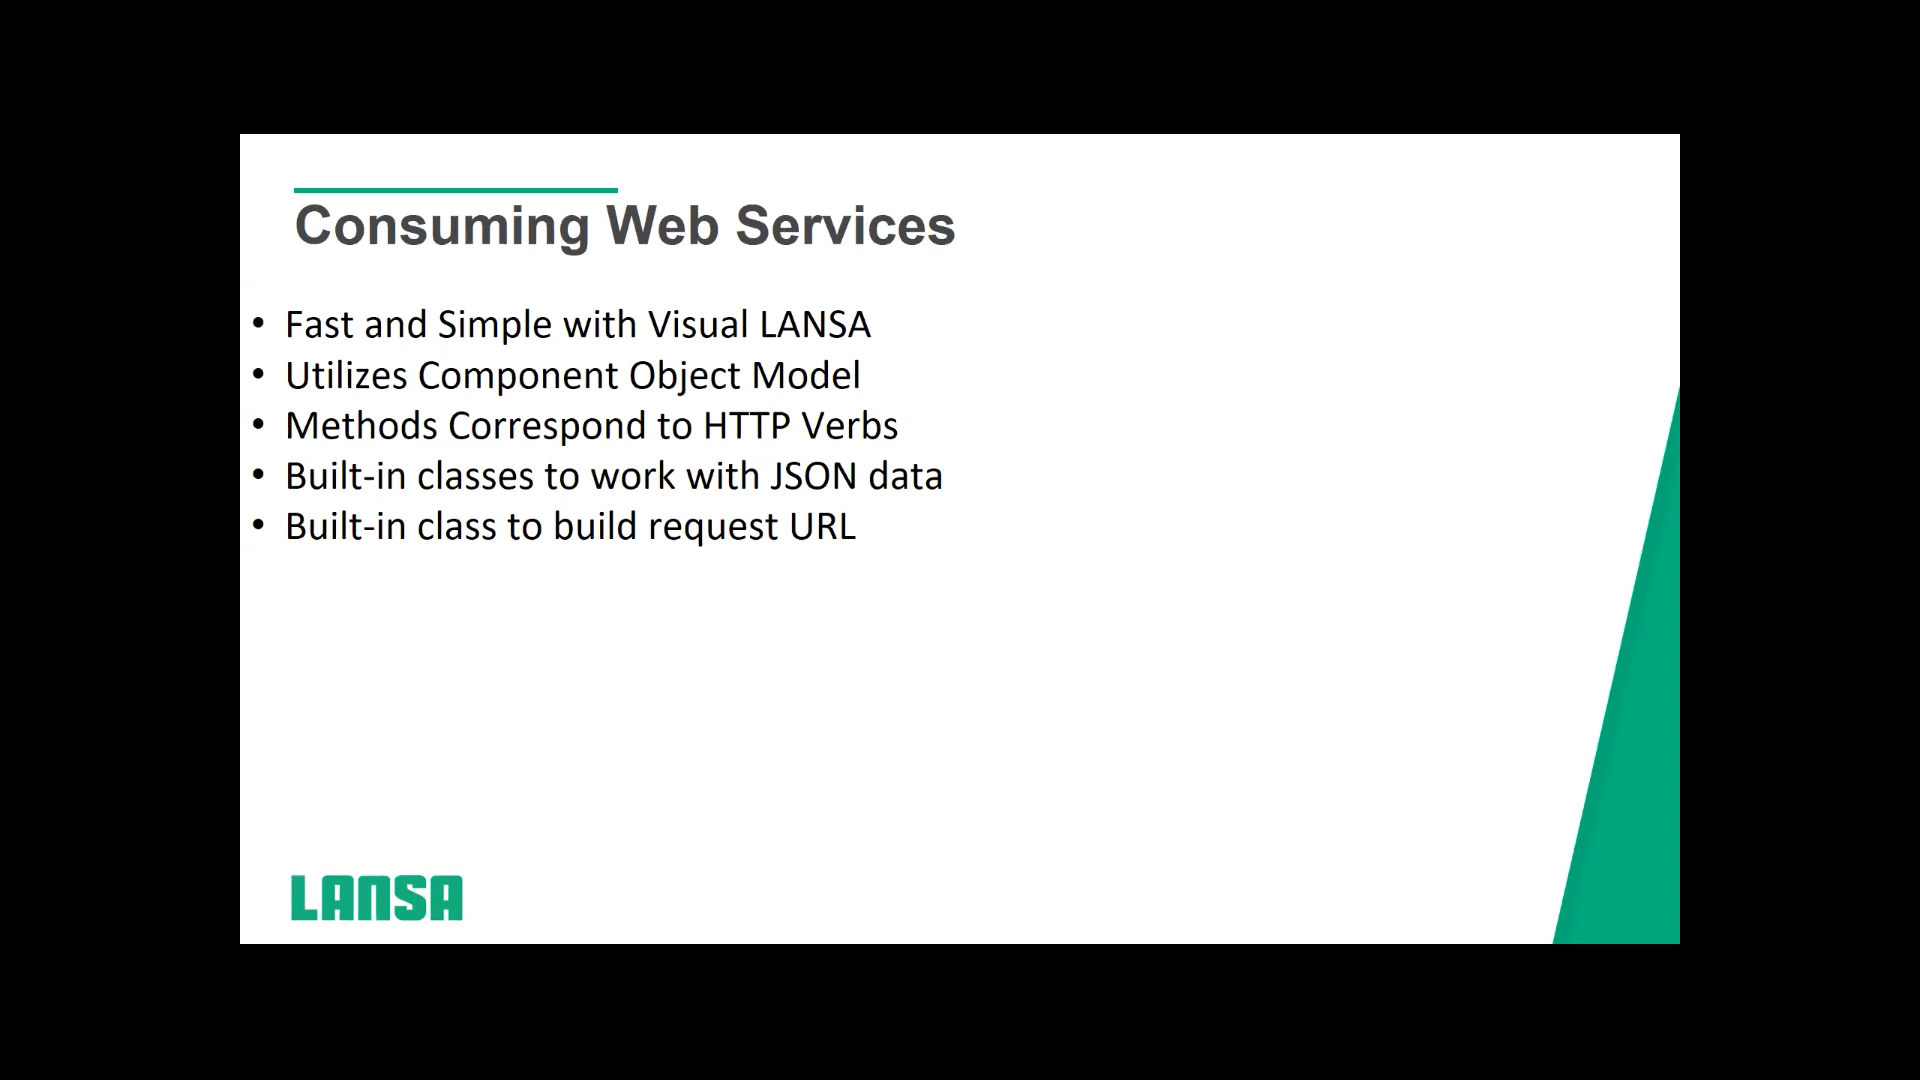 Consuming Web Services
• Fast and Simple with Visual LANSA
• Utilizes Component Object Model
• Methods Correspond to HTTP Verbs
• Built-in classes to work with JSON data
• Built-in class to build request URL
LANSA